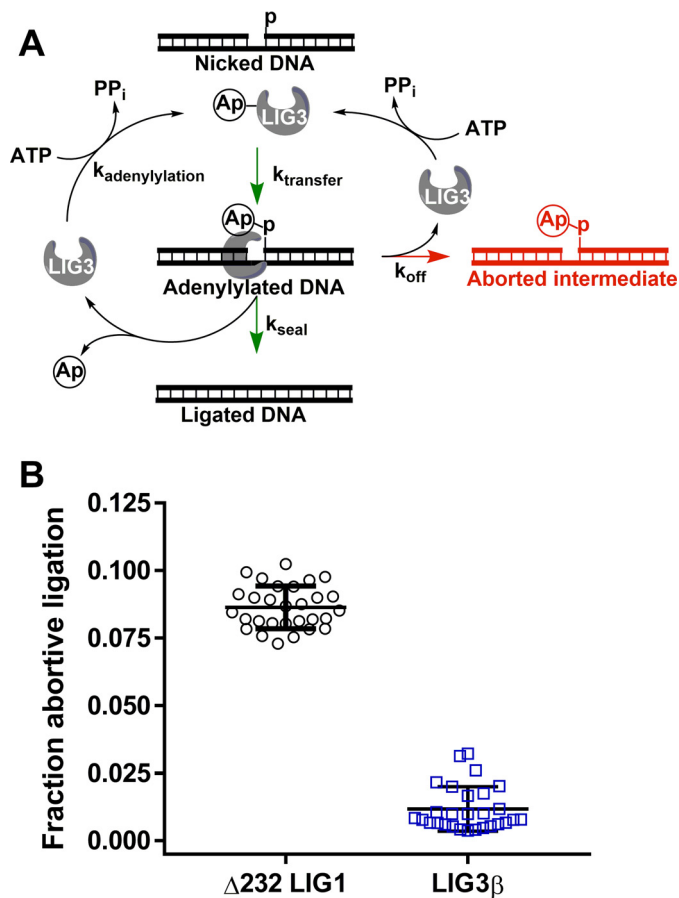 A
p
Nicked DNA
PPi
Ap
LIG3
PPi
ATP
kadenylylation
ktransfer
ATP
LIG3
Ap
p
LIG3
Adenylylated DNA
koff
Ap
p
Aborted intermediate
kseal
Ap
Ligated DNA
B
Fraction abortive ligation
0.125
0.100
0.075
0.050
0.025
0.000
Δ232 LIG1
LIG3β